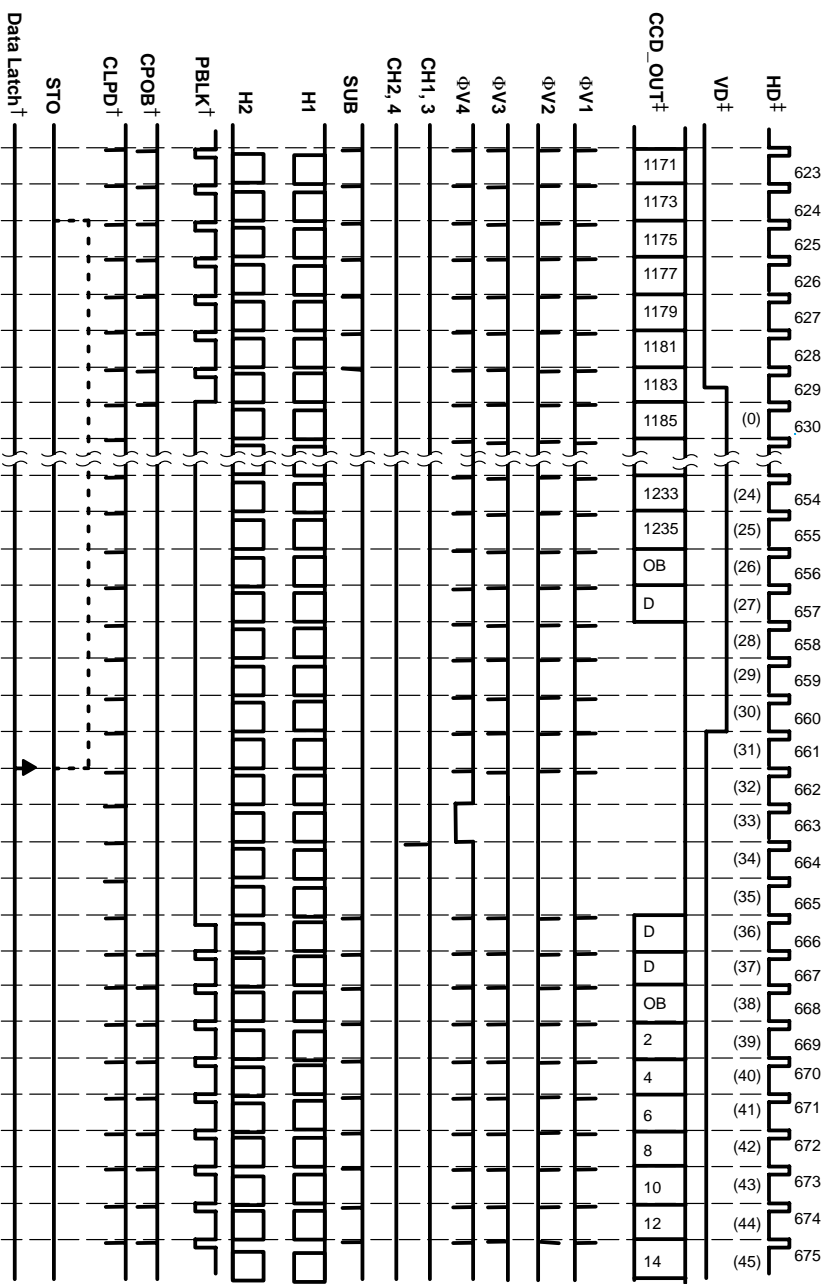 HD‡
VD‡
CCD_OUT‡
ΦV1
ΦV2
ΦV3
ΦV4
CH1, 3
CH2, 4
SUB
H1
H2
PBLK†
CPOB†
CLPD†
STO
Data Latch†
1171 623
1173 624
1175 625
1177 626
1179 627
1181 628
1183 629
1185 (0) 630
1233 (24) 654
1235 (25) 655
OB (26) 656
D (27) 657
(28) 658
(29) 659
(30) 660
(31) 661
(32) 662
(33) 663
(34) 664
(35) 665
D (36) 666
D (37) 667
OB (38) 668
2 (39) 669
4 (40) 670
6 (41) 671
8 (42) 672
10 (43) 673
12 (44) 674
14 (45) 675